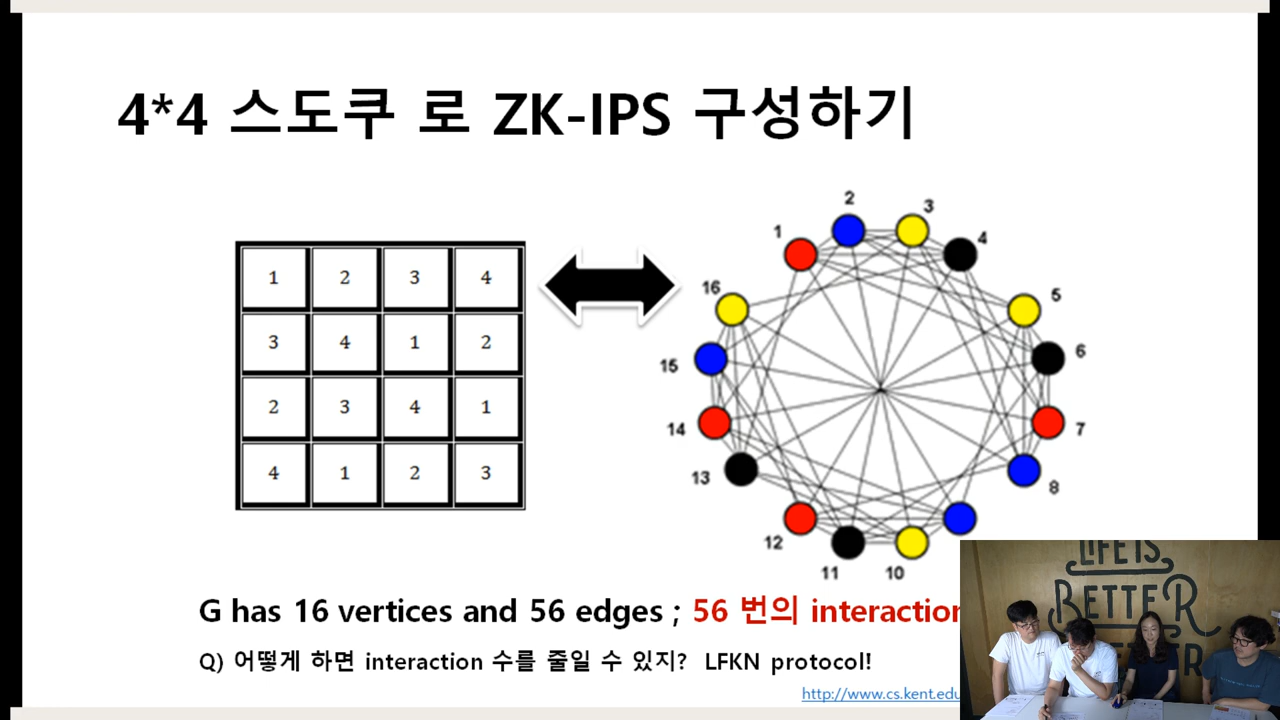 4*4 스도쿠 로 ZK-IPS 구성하기
1 2 3 4
3 4 1 2
2 3 4 1
4 1 2 3
1
2
3
4
5
6
7
8
10
11
12
13
14
15
16
G has 16 vertices and 56 edges ; 56 번의 interaction
Q) 어떻게 하면 interaction 수를 줄일 수 있지? LFKN protocol!
http://www.cs.kent.edu
LIFE IS
BETTER